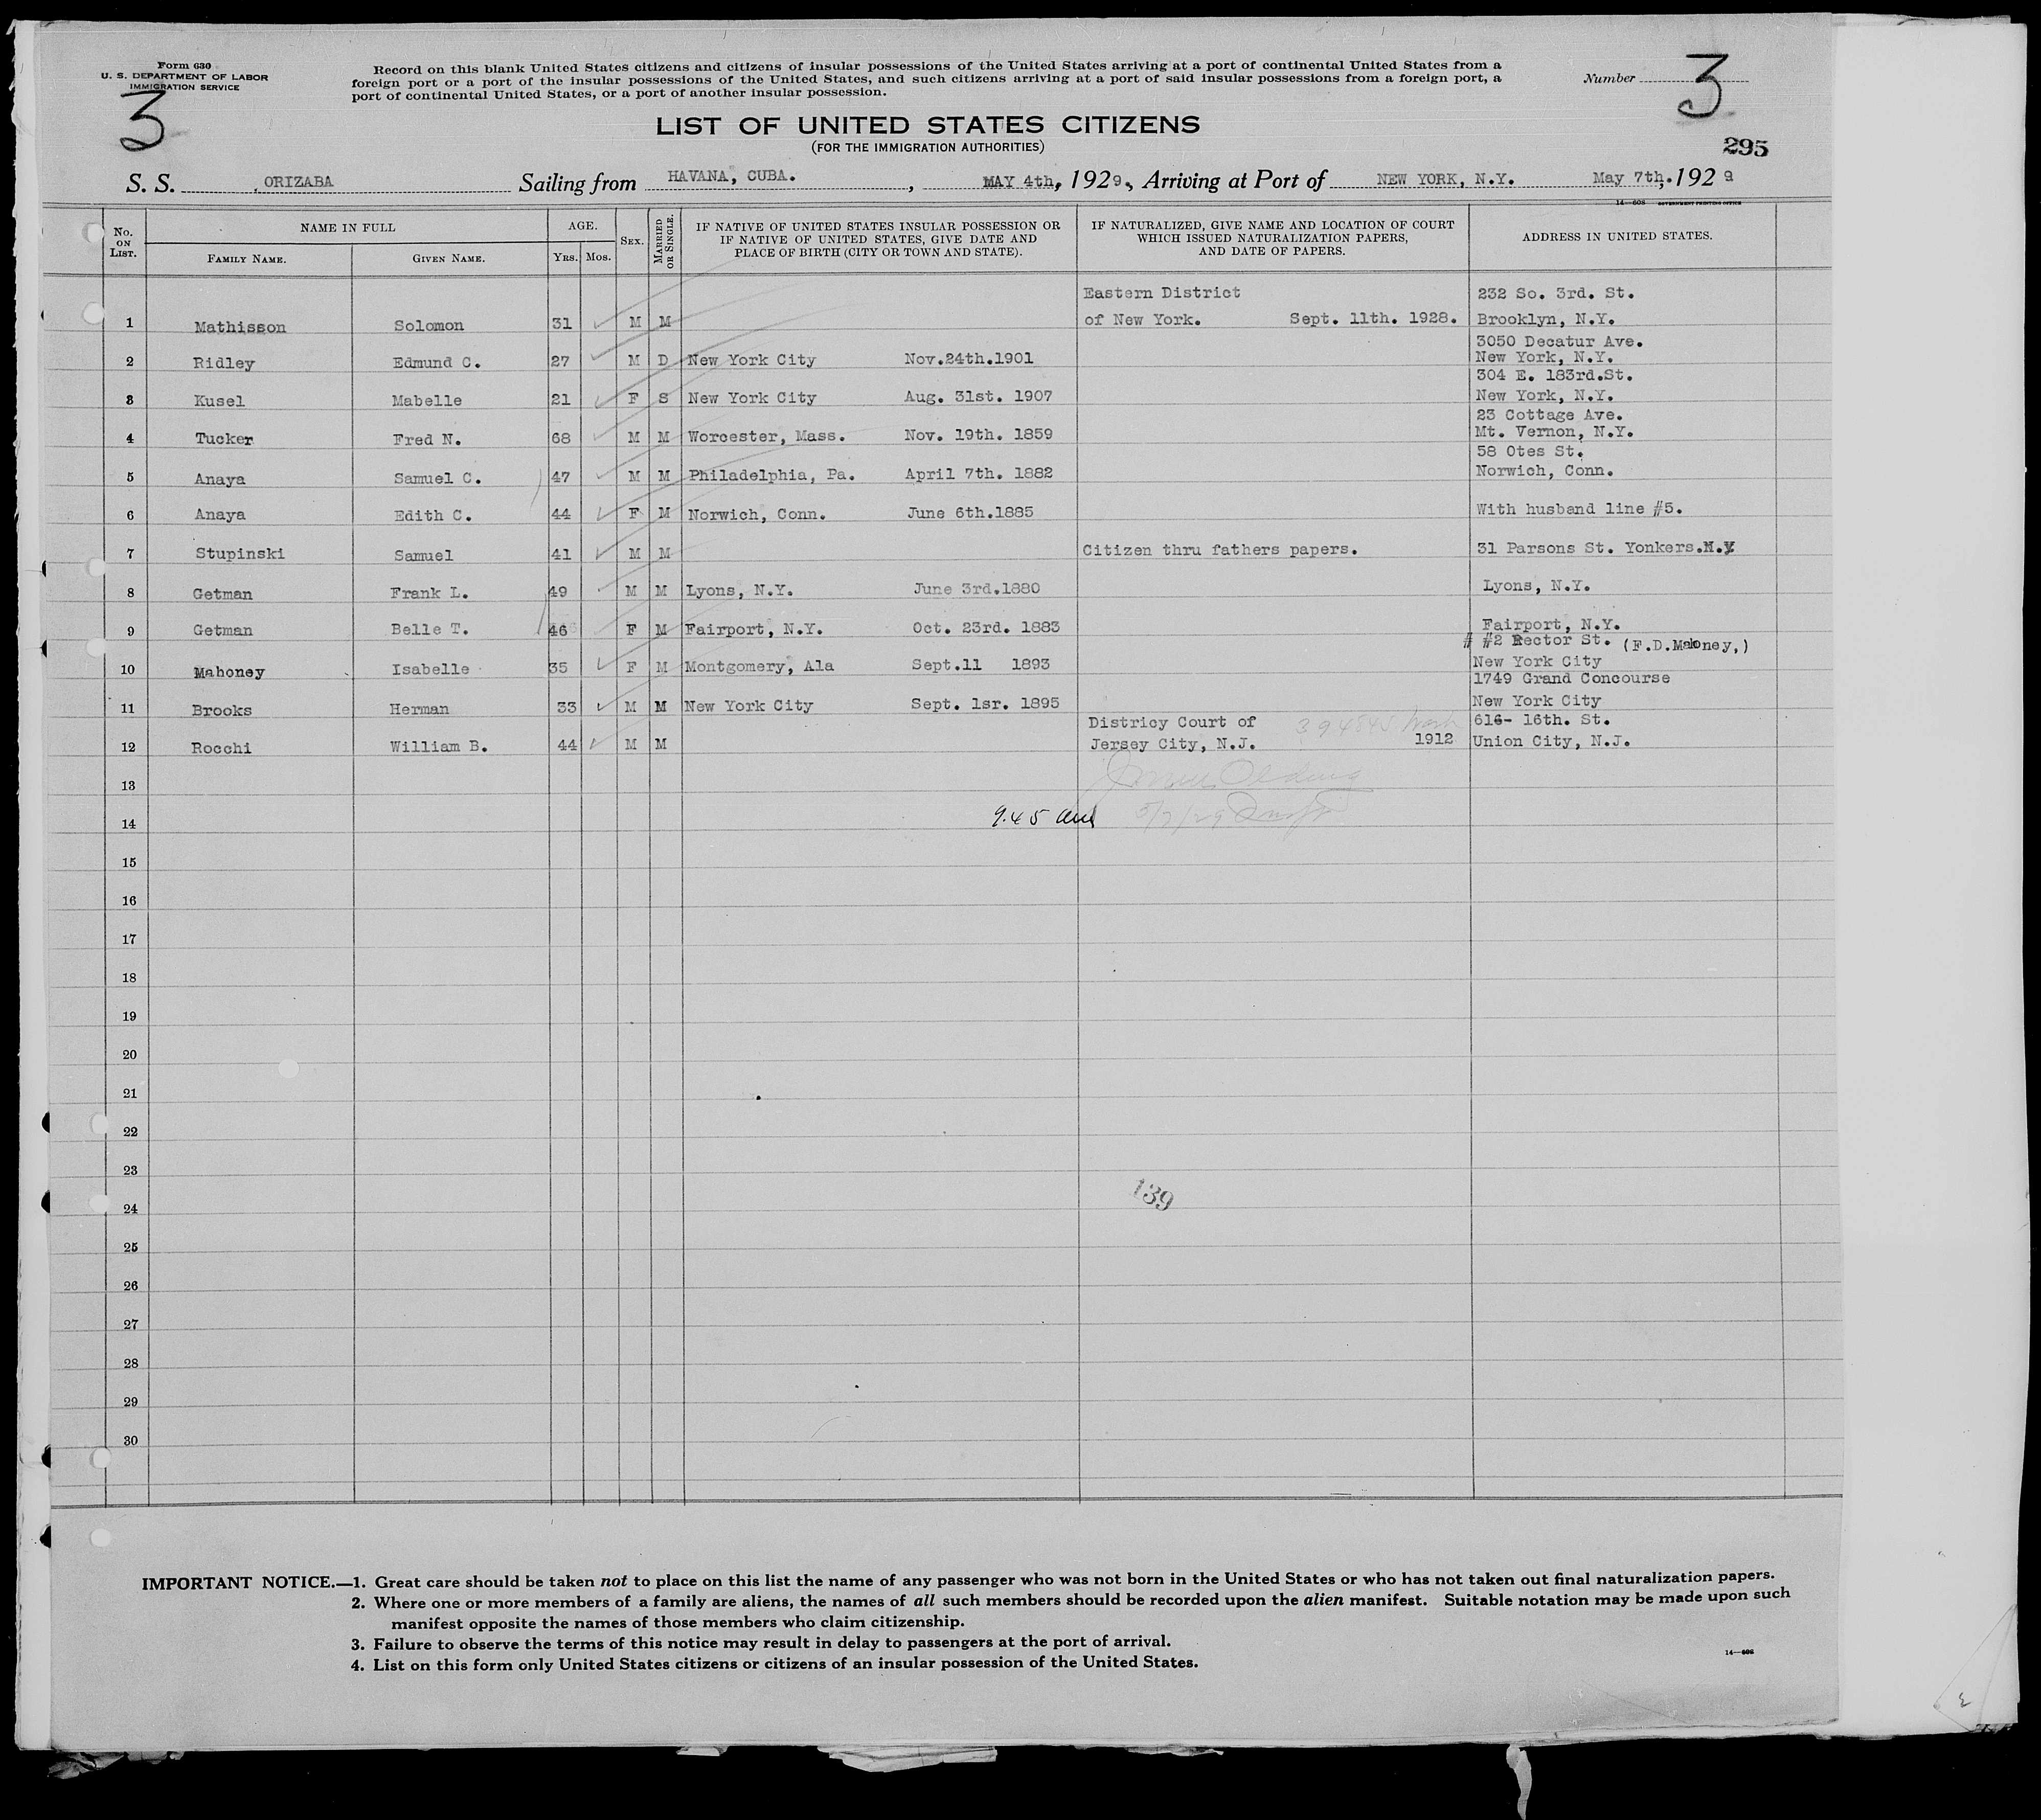 Form 630
U. S. DEPARTMENT OF LABOR
IMMIGRATION SERVICE
3
Record on this blank United States citizens and citizens of insular possessions of the United States arriving at a port of continental United States from a
foreign port or a port of the insular possessions of the United States, and such citizens arriving at a port of said insular possessions from a foreign port, a
port of continental United States, or a port of another insular possession.
Number 3
LIST OF UNITED STATES CITIZENS
(FOR THE IMMIGRATION AUTHORITIES)
295
S. S. ORIZABA Sailing from HAVANA, CUBA. , MAY 4th, 1929., Arriving at Port of NEW YORK, N.Y. May 7th,. 1929
14—608 GOVERNMENT PRINTING OFFICE
No. ON LIST. NAME IN FULL AGE. SEX. MARRIED OR SINGLE. IF NATIVE OF UNITED STATES INSULAR POSSESSION OR IF NATIVE OF UNITED STATES, GIVE DATE AND PLACE OF BIRTH (CITY OR TOWN AND STATE). IF NATURALIZED, GIVE NAME AND LOCATION OF COURT WHICH ISSUED NATURALIZATION PAPERS, AND DATE OF PAPERS. ADDRESS IN UNITED STATES.
FAMILY NAME. GIVEN NAME. YRS. MOS.
Eastern District 232 So. 3rd. St.
1 Mathisson Solomon 31 M M of New York. Sept. 11th. 1928. Brooklyn, N.Y.
3050 Decatur Ave.
2 Ridley Edmund C. 27 M D New York City Nov.24th.1901 New York, N.Y.
304 E. 183rd.St.
3 Kusel Mabelle 21 F S New York City Aug. 31st. 1907 New York, N.Y.
23 Cottage Ave.
4 Tucker Fred N. 68 M M Worcester, Mass. Nov. 19th. 1859 Mt. Vernon, N.Y.
58 Otes St.
5 Anaya Samuel C. 47 M M Philadelphia, Pa. April 7th. 1882 Norwich, Conn.
6 Anaya Edith C. 44 F M Norwich, Conn. June 6th.1885 With husband line #5.
7 Stupinski Samuel 41 M M Citizen thru fathers papers. 31 Parsons St. Yonkers.N.Y
8 Getman Frank L. 49 M M Lyons, N.Y. June 3rd.1880 Lyons, N.Y.
9 Getman Belle T. 46 F M Fairport, N.Y. Oct. 23rd. 1883 Fairport, N.Y.
# #2 Rector St. (F.D.Mahoney,)
10 Mahoney Isabelle 35 F M Montgomery, Ala Sept.11 1893 New York City
1749 Grand Concourse
11 Brooks Herman 33 M M New York City Sept. 1sr. 1895 New York City
Districy Court of 616- 16th. St.
12 Rocchi William B. 44 M M Jersey City, N.J. 1912 Union City, N.J.
13
14 9.45 am 5/7/29
15
16
17
18
19
20
21
22
23
24 139
25
26
27
28
29
30
IMPORTANT NOTICE.—1. Great care should be taken not to place on this list the name of any passenger who was not born in the United States or who has not taken out final naturalization papers.
2. Where one or more members of a family are aliens, the names of all such members should be recorded upon the alien manifest. Suitable notation may be made upon such
manifest opposite the names of those members who claim citizenship.
3. Failure to observe the terms of this notice may result in delay to passengers at the port of arrival.
4. List on this form only United States citizens or citizens of an insular possession of the United States.
14—608